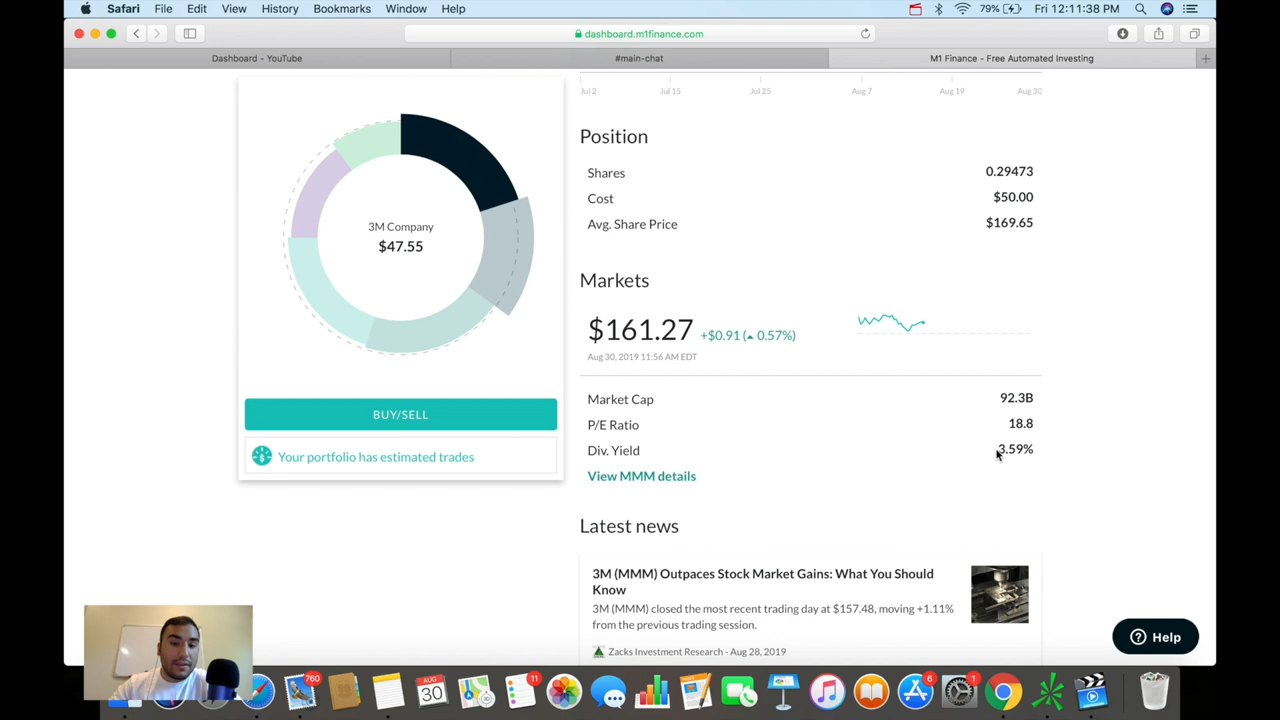 Safari File Edit View History Bookmarks Window Help 79% Fri 12:11:38 PM
dashboard.m1finance.com
Dashboard - YouTube #main-chat M1 Finance - Free Automated Investing +
Jul 2 Jul 15 Jul 25 Aug 7 Aug 19 Aug 30
3M Company
$47.55
BUY/SELL
Your portfolio has estimated trades
Position
Shares 0.29473
Cost $50.00
Avg. Share Price $169.65
Markets
$161.27 +$0.91 ( 0.57%)
Aug 30, 2019 11:56 AM EDT
Market Cap 92.3B
P/E Ratio 18.8
Div. Yield 3.59%
View MMM details
Latest news
3M (MMM) Outpaces Stock Market Gains: What You Should
Know
3M (MMM) closed the most recent trading day at $157.48, moving +1.11%
from the previous trading session.
Zacks Investment Research - Aug 28, 2019
Help
760 AUG 30 11 6 1